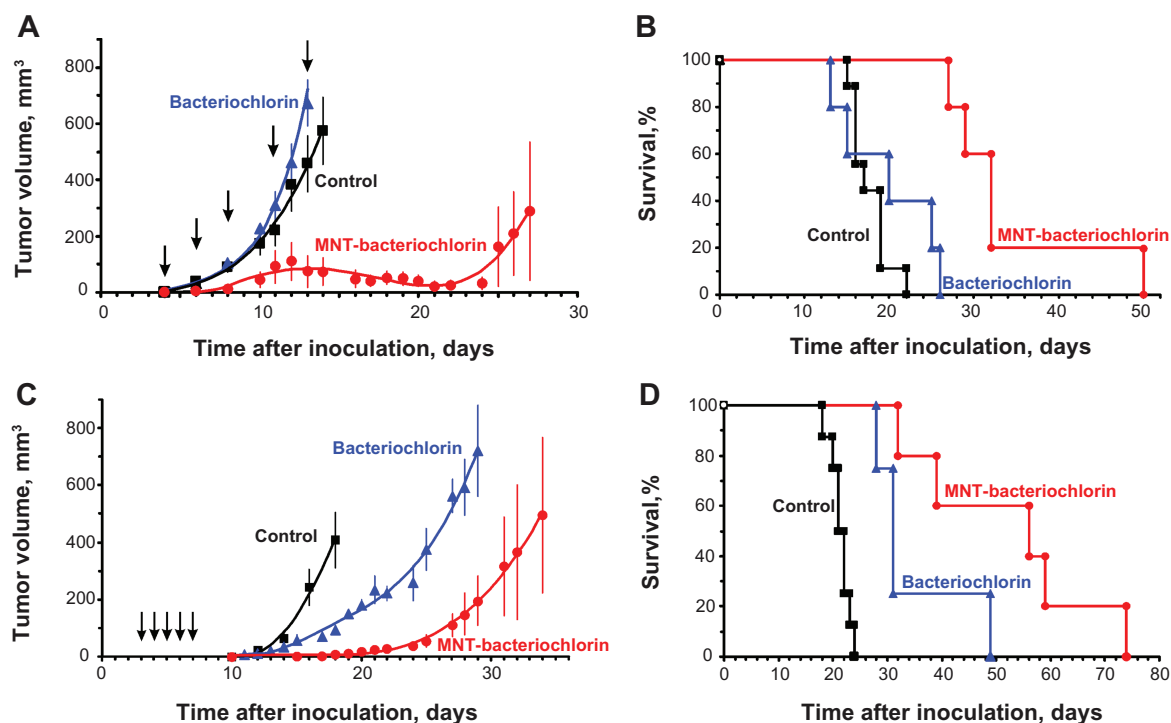 A
Tumor volume, mm³
800
600
400
200
0
Bacteriochlorin
Control
MNT-bacteriochlorin
0 10 20 30
Time after inoculation, days
B
Survival,%
100
80
60
40
20
0
Control
MNT-bacteriochlorin
Bacteriochlorin
0 10 20 30 40 50
Time after inoculation, days
C
Tumor volume, mm³
800
600
400
200
0
Bacteriochlorin
Control
MNT-bacteriochlorin
0 10 20 30
Time after inoculation, days
D
Survival,%
100
80
60
40
20
0
MNT-bacteriochlorin
Control
Bacteriochlorin
0 10 20 30 40 50 60 70 80
Time after inoculation, days